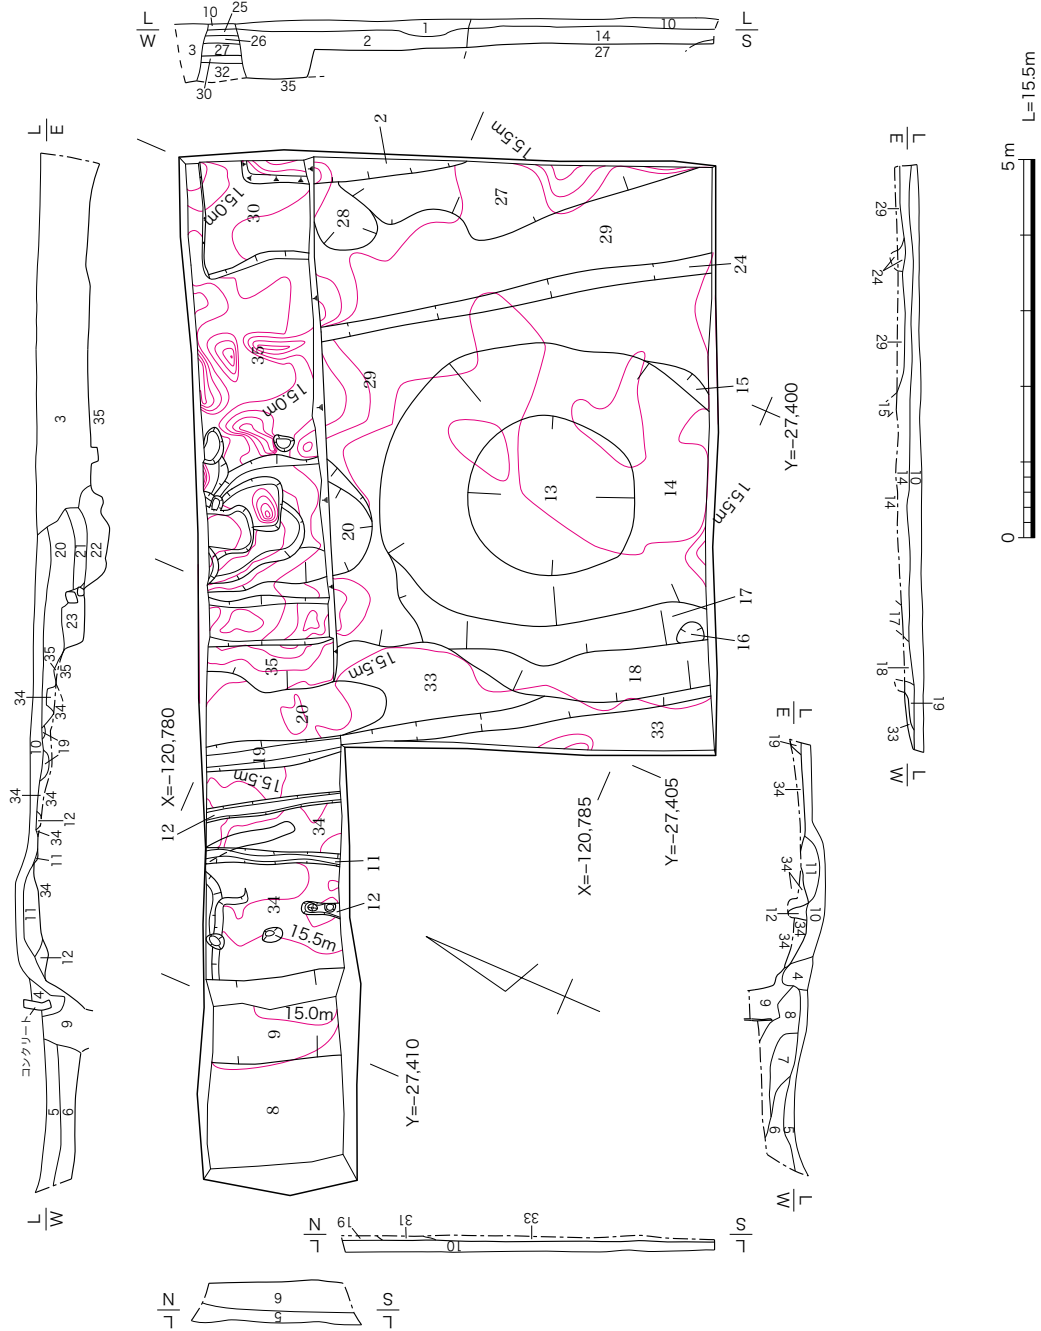 10
25
26
3
27
32
30
35
1
2
10
14
27
L
W
L
S
L=15.5m
5 m
0
L
E
3
35
20
21
22
23
35
35
34
34
10
19
34
34
12
34
11
34
11
12
4
コンクリート
9
5
6
L
W
2
15.5m
15.0m
30
28
27
29
24
35
15.0m
29
15
Y=−27,400
13
14
20
15.5m
17
16
18
15.5m
33
35
20
33
X=−120,780
19
15.5m
12
34
11
34
12
15.5m
15.0m
9
8
X=−120,785
Y=−27,405
Y=−27,410
L
E
29
24
29
15
10
14
14
17
18
19
33
L
W
L
E
19
34
34
11
12
10
34
34
4
9
8
7
6
5
L
W
N
L
19
31
33
10
S
L
N
L
6
5
S
L